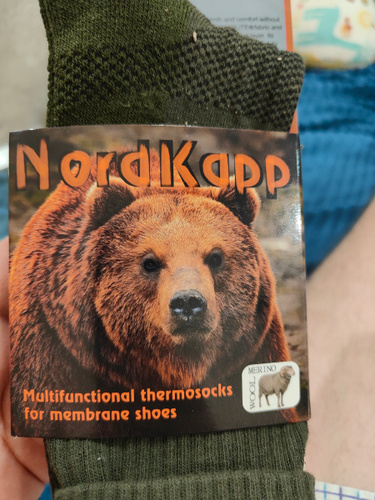 NordKapp
Multifunctional thermosocks
for membrane shoes
MERINO
WOOL